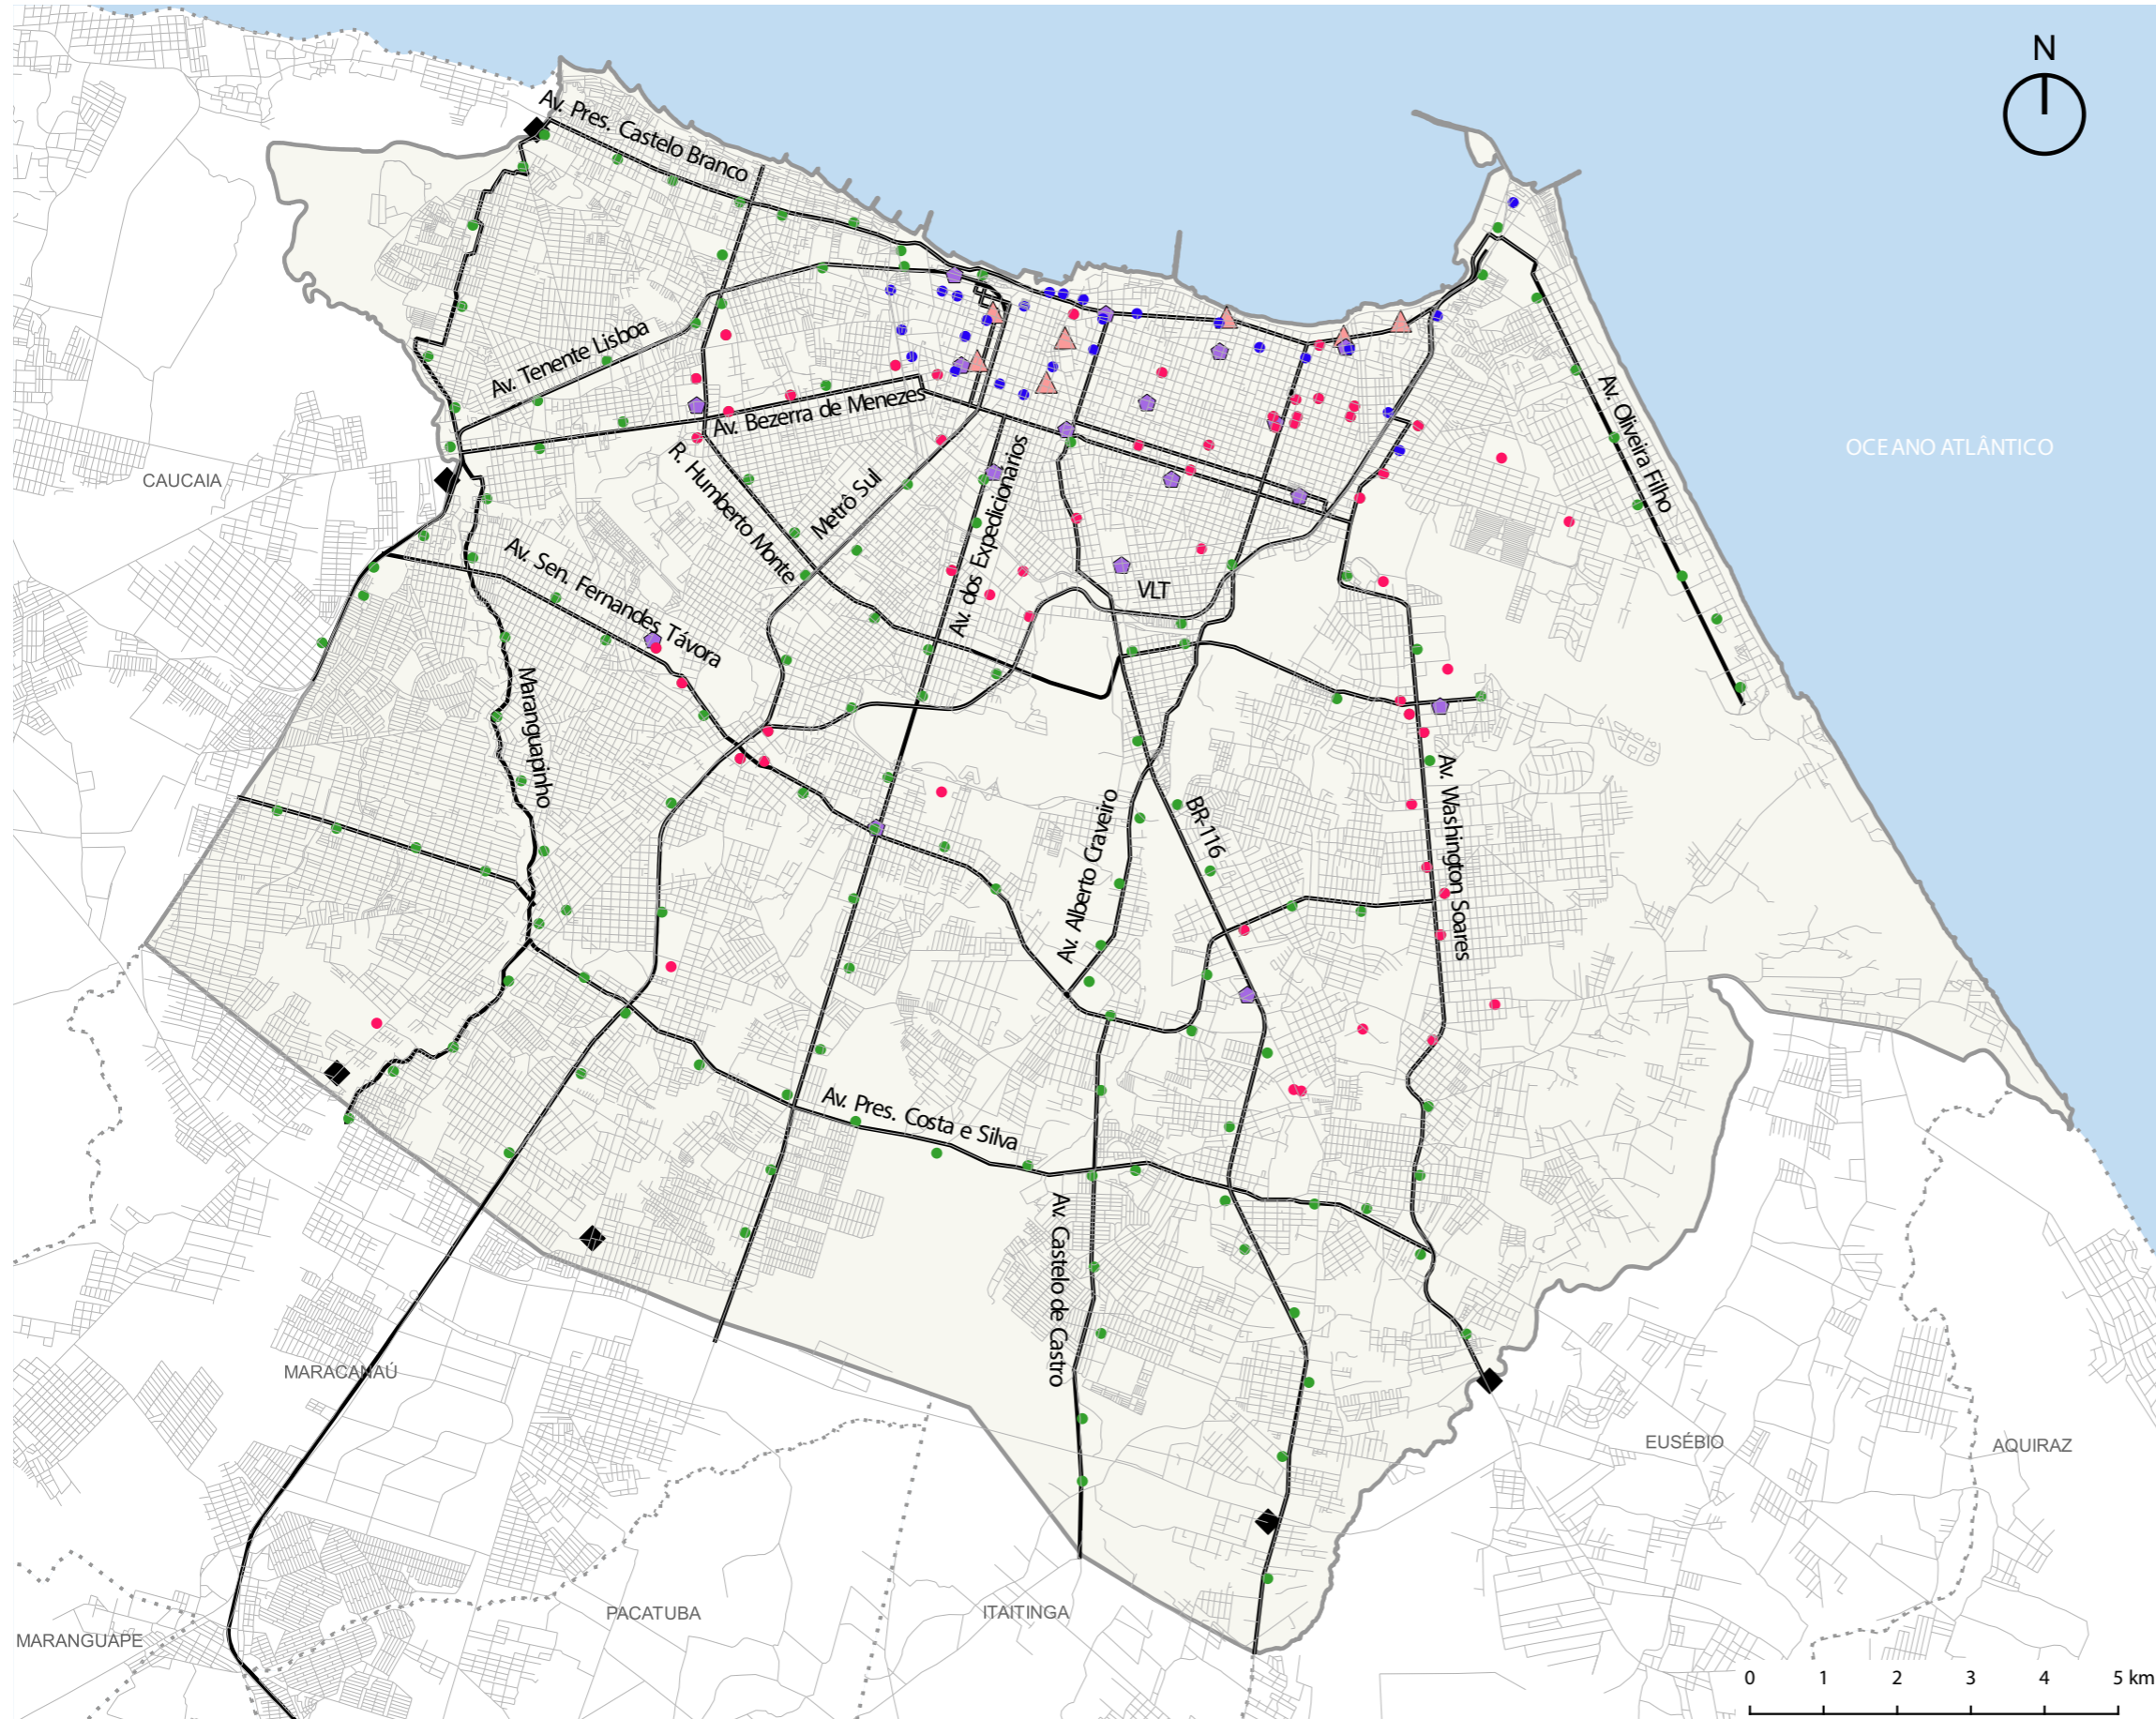 N
Av. Pres. Castelo Branco
Av. Tenente Lisboa
Av. Bezerra de Menezes
Av. Oliveira Filho
OCEANO ATLÂNTICO
CAUCAIA
R. Humberto Monte
Metrô Sul
Av. dos Expedicionários
Av. Sen. Fernandes Távora
VLT
Maranguapinho
Av. Alberto Craveiro
BR-116
Av. Washington Soares
Av. Pres. Costa e Silva
Av. Castelo de Castro
MARACANAÚ
EUSÉBIO
AQUIRAZ
PACATUBA
ITAITINGA
MARANGUAPE
0 1 2 3 4 5 km